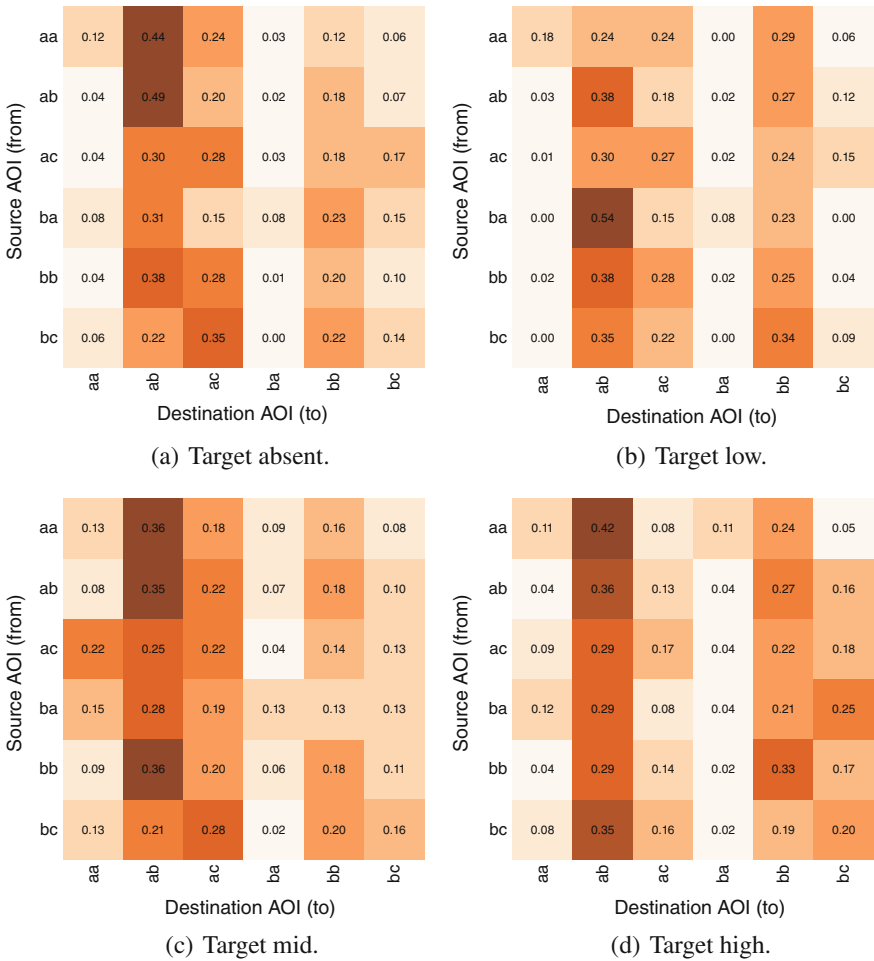 aa 0.12 0.44 0.24 0.03 0.12 0.06
ab 0.04 0.49 0.20 0.02 0.18 0.07
ac 0.04 0.30 0.28 0.03 0.18 0.17
ba 0.08 0.31 0.15 0.08 0.23 0.15
bb 0.04 0.38 0.28 0.01 0.20 0.10
bc 0.06 0.22 0.35 0.00 0.22 0.14
Source AOI (from)
aa ab ac ba bb bc
Destination AOI (to)
(a) Target absent.
aa 0.18 0.24 0.24 0.00 0.29 0.06
ab 0.03 0.38 0.18 0.02 0.27 0.12
ac 0.01 0.30 0.27 0.02 0.24 0.15
ba 0.00 0.54 0.15 0.08 0.23 0.00
bb 0.02 0.38 0.28 0.02 0.25 0.04
bc 0.00 0.35 0.22 0.00 0.34 0.09
Source AOI (from)
aa ab ac ba bb bc
Destination AOI (to)
(b) Target low.
aa 0.13 0.36 0.18 0.09 0.16 0.08
ab 0.08 0.35 0.22 0.07 0.18 0.10
ac 0.22 0.25 0.22 0.04 0.14 0.13
ba 0.15 0.28 0.19 0.13 0.13 0.13
bb 0.09 0.36 0.20 0.06 0.18 0.11
bc 0.13 0.21 0.28 0.02 0.20 0.16
Source AOI (from)
aa ab ac ba bb bc
Destination AOI (to)
(c) Target mid.
aa 0.11 0.42 0.08 0.11 0.24 0.05
ab 0.04 0.36 0.13 0.04 0.27 0.16
ac 0.09 0.29 0.17 0.04 0.22 0.18
ba 0.12 0.29 0.08 0.04 0.21 0.25
bb 0.04 0.29 0.14 0.02 0.33 0.17
bc 0.08 0.35 0.16 0.02 0.19 0.20
Source AOI (from)
aa ab ac ba bb bc
Destination AOI (to)
(d) Target high.